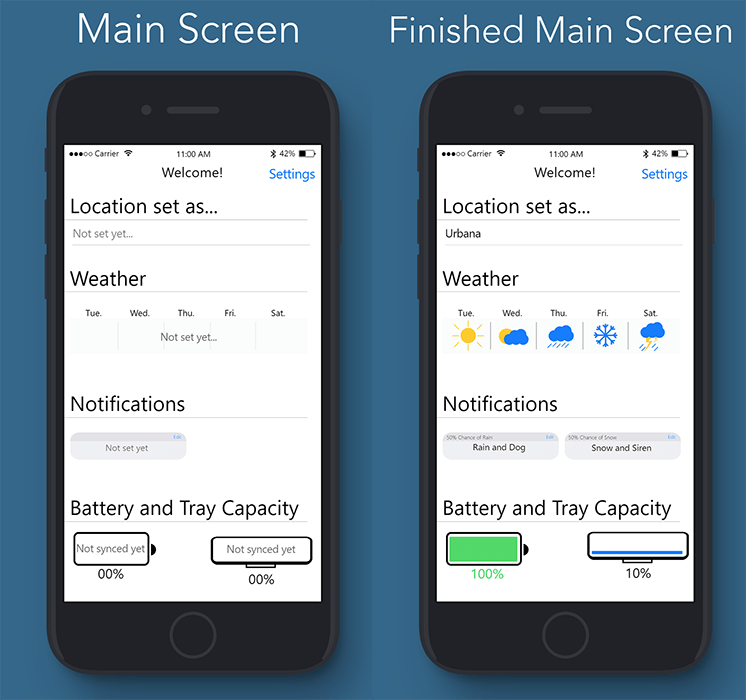 Main Screen
●●●○○ Carrier 11:00 AM 42%
Welcome!
Settings
Location set as...
Not set yet...
Weather
Tue. Wed. Thu. Fri. Sat.
Not set yet...
Notifications
Edit
Not set yet
Battery and Tray Capacity
Not synced yet Not synced yet
00% 00%
Finished Main Screen
●●●○○ Carrier 11:00 AM 42%
Welcome!
Settings
Location set as...
Urbana
Weather
Tue. Wed. Thu. Fri. Sat.
Notifications
50% Chance of Rain Edit 50% Chance of Snow Edit
Rain and Dog Snow and Siren
Battery and Tray Capacity
100% 10%